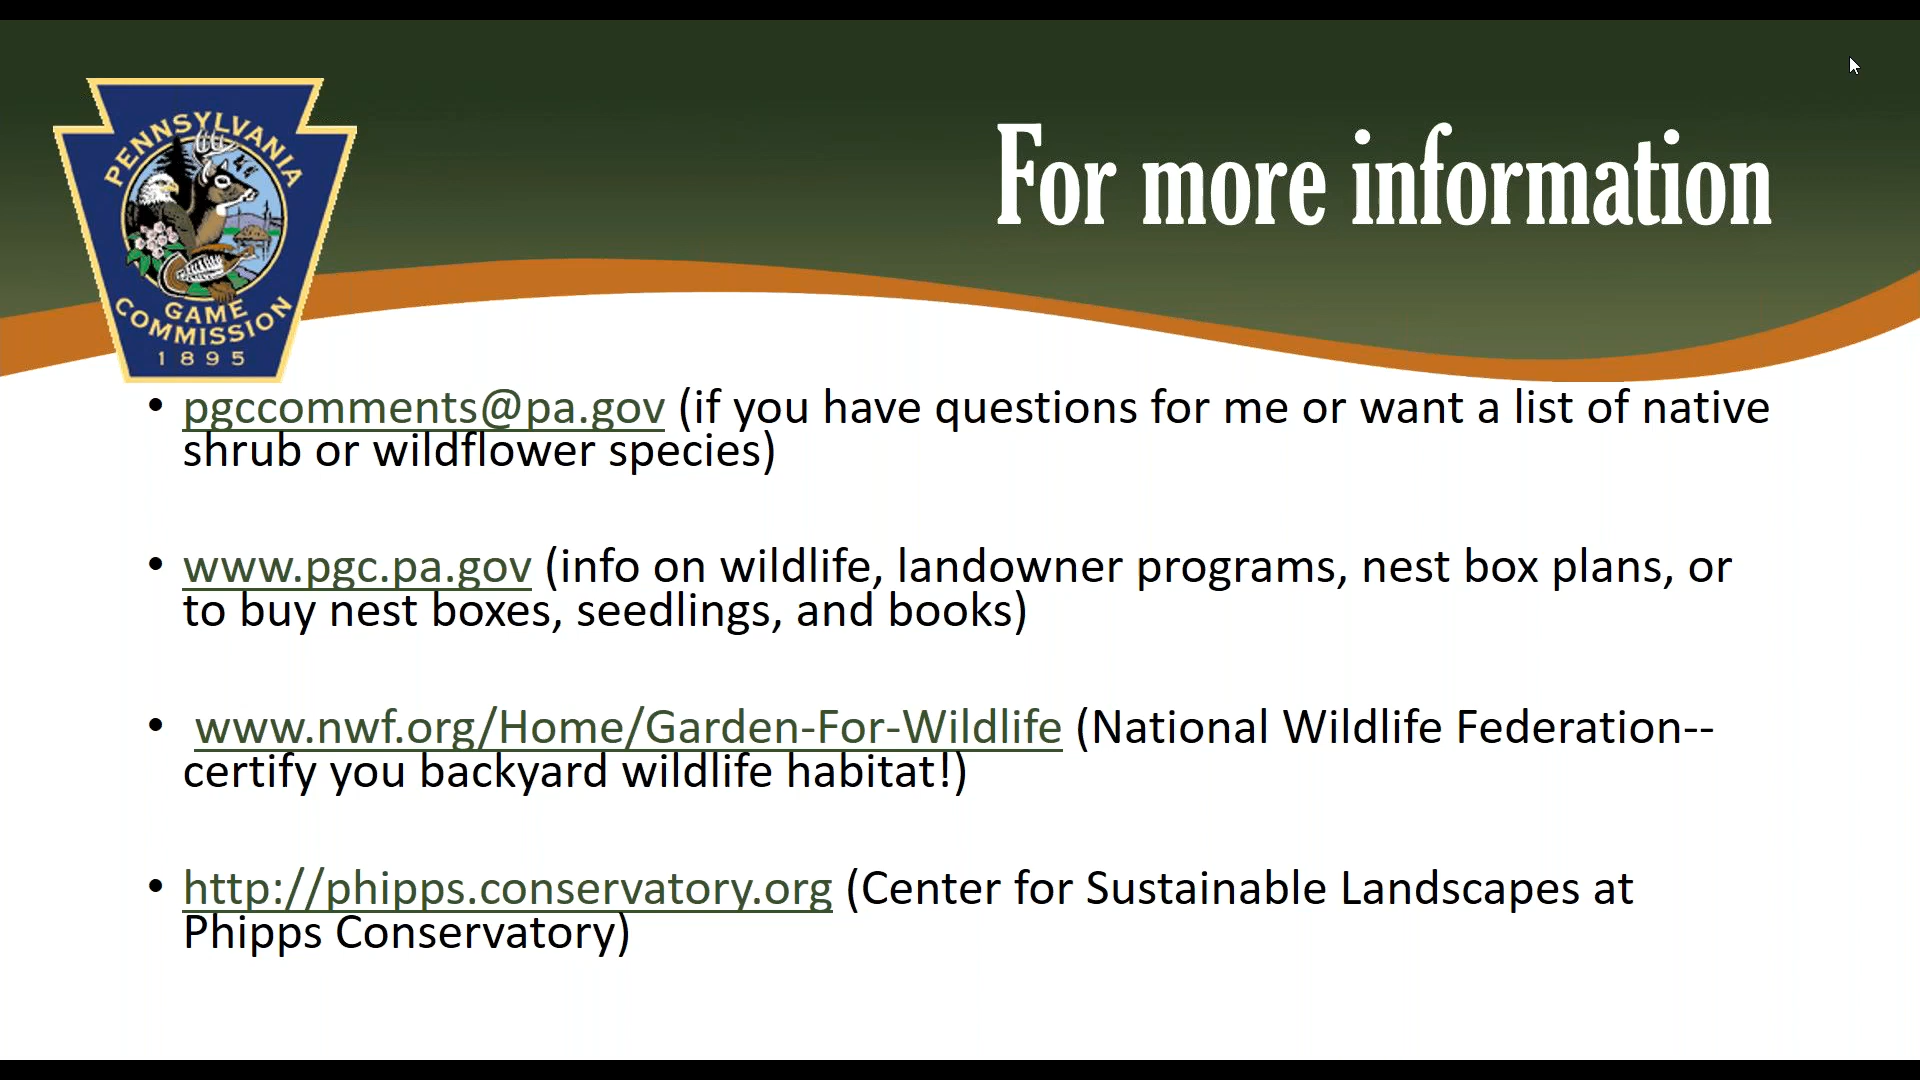 PENNSYLVANIA
GAME
COMMISSION
1895
For more information
• pgccomments@pa.gov (if you have questions for me or want a list of native
shrub or wildflower species)
• www.pgc.pa.gov (info on wildlife, landowner programs, nest box plans, or
to buy nest boxes, seedlings, and books)
• www.nwf.org/Home/Garden-For-Wildlife (National Wildlife Federation--
certify you backyard wildlife habitat!)
• http://phipps.conservatory.org (Center for Sustainable Landscapes at
Phipps Conservatory)